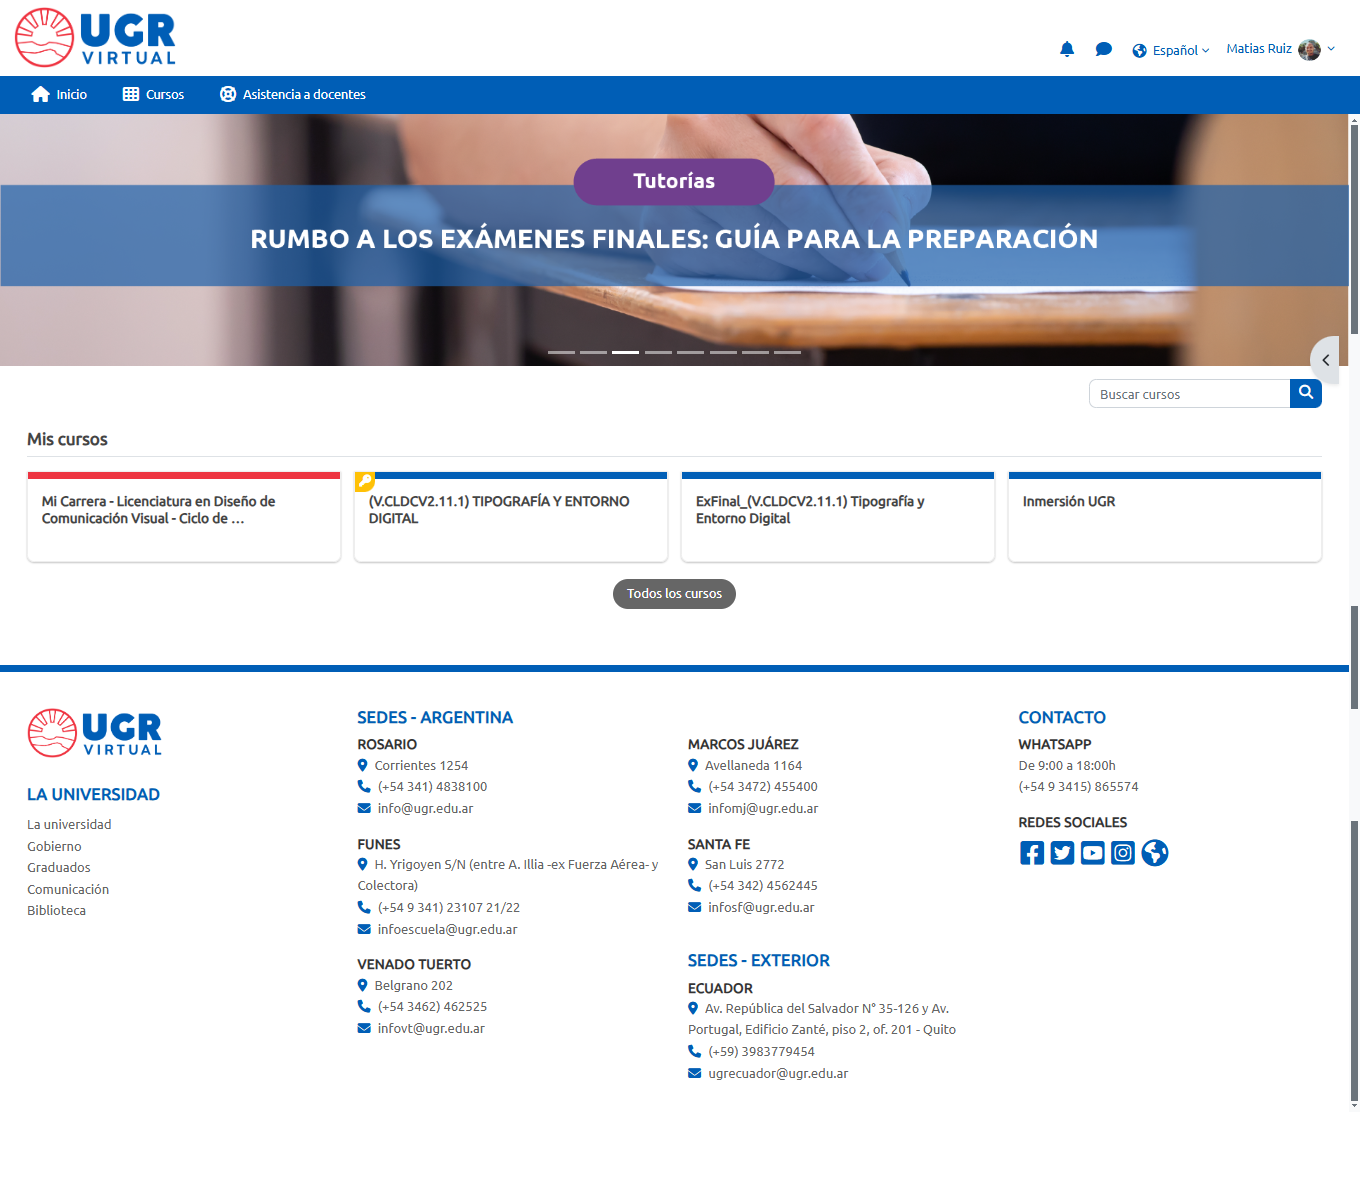 UGR
VIRTUAL
Español
Matias Ruiz
Inicio
Cursos
Asistencia a docentes
Tutorías
RUMBO A LOS EXÁMENES FINALES: GUÍA PARA LA PREPARACIÓN
Buscar cursos
Mis cursos
Mi Carrera - Licenciatura en Diseño de
Comunicación Visual - Ciclo de ...
(V.CLDCV2.11.1) TIPOGRAFÍA Y ENTORNO
DIGITAL
ExFinal_(V.CLDCV2.11.1) Tipografía y
Entorno Digital
Inmersión UGR
Todos los cursos
UGR
VIRTUAL
LA UNIVERSIDAD
La universidad
Gobierno
Graduados
Comunicación
Biblioteca
SEDES - ARGENTINA
ROSARIO
Corrientes 1254
(+54 341) 4838100
info@ugr.edu.ar
FUNES
H. Yrigoyen S/N (entre A. Illia -ex Fuerza Aérea- y
Colectora)
(+54 9 341) 23107 21/22
infoescuela@ugr.edu.ar
VENADO TUERTO
Belgrano 202
(+54 3462) 462525
infovt@ugr.edu.ar
MARCOS JUÁREZ
Avellaneda 1164
(+54 3472) 455400
infomj@ugr.edu.ar
SANTA FE
San Luis 2772
(+54 342) 4562445
infosf@ugr.edu.ar
SEDES - EXTERIOR
ECUADOR
Av. República del Salvador N° 35-126 y Av.
Portugal, Edificio Zanté, piso 2, of. 201 - Quito
(+59) 3983779454
ugrecuador@ugr.edu.ar
CONTACTO
WHATSAPP
De 9:00 a 18:00h
(+54 9 3415) 865574
REDES SOCIALES